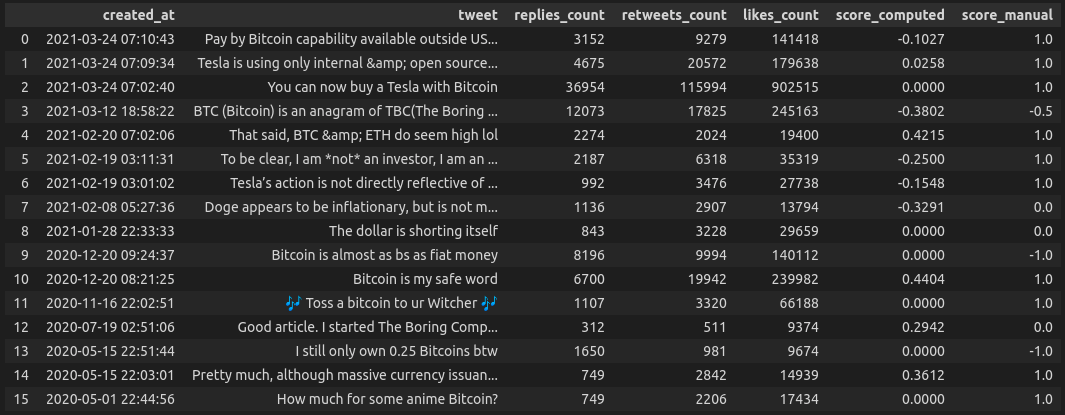 created_at tweet replies_count retweets_count likes_count score_computed score_manual
0 2021-03-24 07:10:43 Pay by Bitcoin capability available outside US... 3152 9279 141418 -0.1027 1.0
1 2021-03-24 07:09:34 Tesla is using only internal &amp; open source... 4675 20572 179638 0.0258 1.0
2 2021-03-24 07:02:40 You can now buy a Tesla with Bitcoin 36954 115994 902515 0.0000 1.0
3 2021-03-12 18:58:22 BTC (Bitcoin) is an anagram of TBC(The Boring ... 12073 17825 245163 -0.3802 -0.5
4 2021-02-20 07:02:06 That said, BTC &amp; ETH do seem high lol 2274 2024 19400 0.4215 1.0
5 2021-02-19 03:11:31 To be clear, I am *not* an investor, I am an ... 2187 6318 35319 -0.2500 1.0
6 2021-02-19 03:01:02 Tesla’s action is not directly reflective of ... 992 3476 27738 -0.1548 1.0
7 2021-02-08 05:27:36 Doge appears to be inflationary, but is not m... 1136 2907 13794 -0.3291 0.0
8 2021-01-28 22:33:33 The dollar is shorting itself 843 3228 29659 0.0000 0.0
9 2020-12-20 09:24:37 Bitcoin is almost as bs as fiat money 8196 9994 140112 0.0000 -1.0
10 2020-12-20 08:21:25 Bitcoin is my safe word 6700 19942 239982 0.4404 1.0
11 2020-11-16 22:02:51 🎶 Toss a bitcoin to ur Witcher 🎶 1107 3320 66188 0.0000 1.0
12 2020-07-19 02:51:06 Good article. I started The Boring Comp... 312 511 9374 0.2942 0.0
13 2020-05-15 22:51:44 I still only own 0.25 Bitcoins btw 1650 981 9674 0.0000 -1.0
14 2020-05-15 22:03:01 Pretty much, although massive currency issuan... 749 2842 14939 0.3612 1.0
15 2020-05-01 22:44:56 How much for some anime Bitcoin? 749 2206 17434 0.0000 1.0